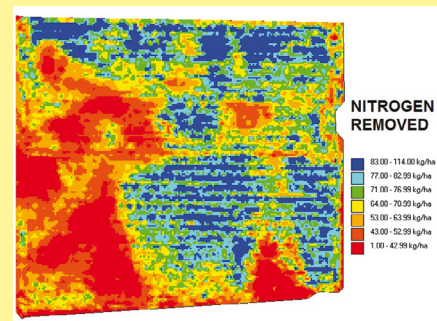 NITROGEN
REMOVED
83.00 - 114.00 kg/ha
77.00 - 82.99 kg/ha
71.00 - 76.99 kg/ha
64.00 - 70.99 kg/ha
53.00 - 63.99 kg/ha
43.00 - 52.99 kg/ha
1.00 - 42.99 kg/ha